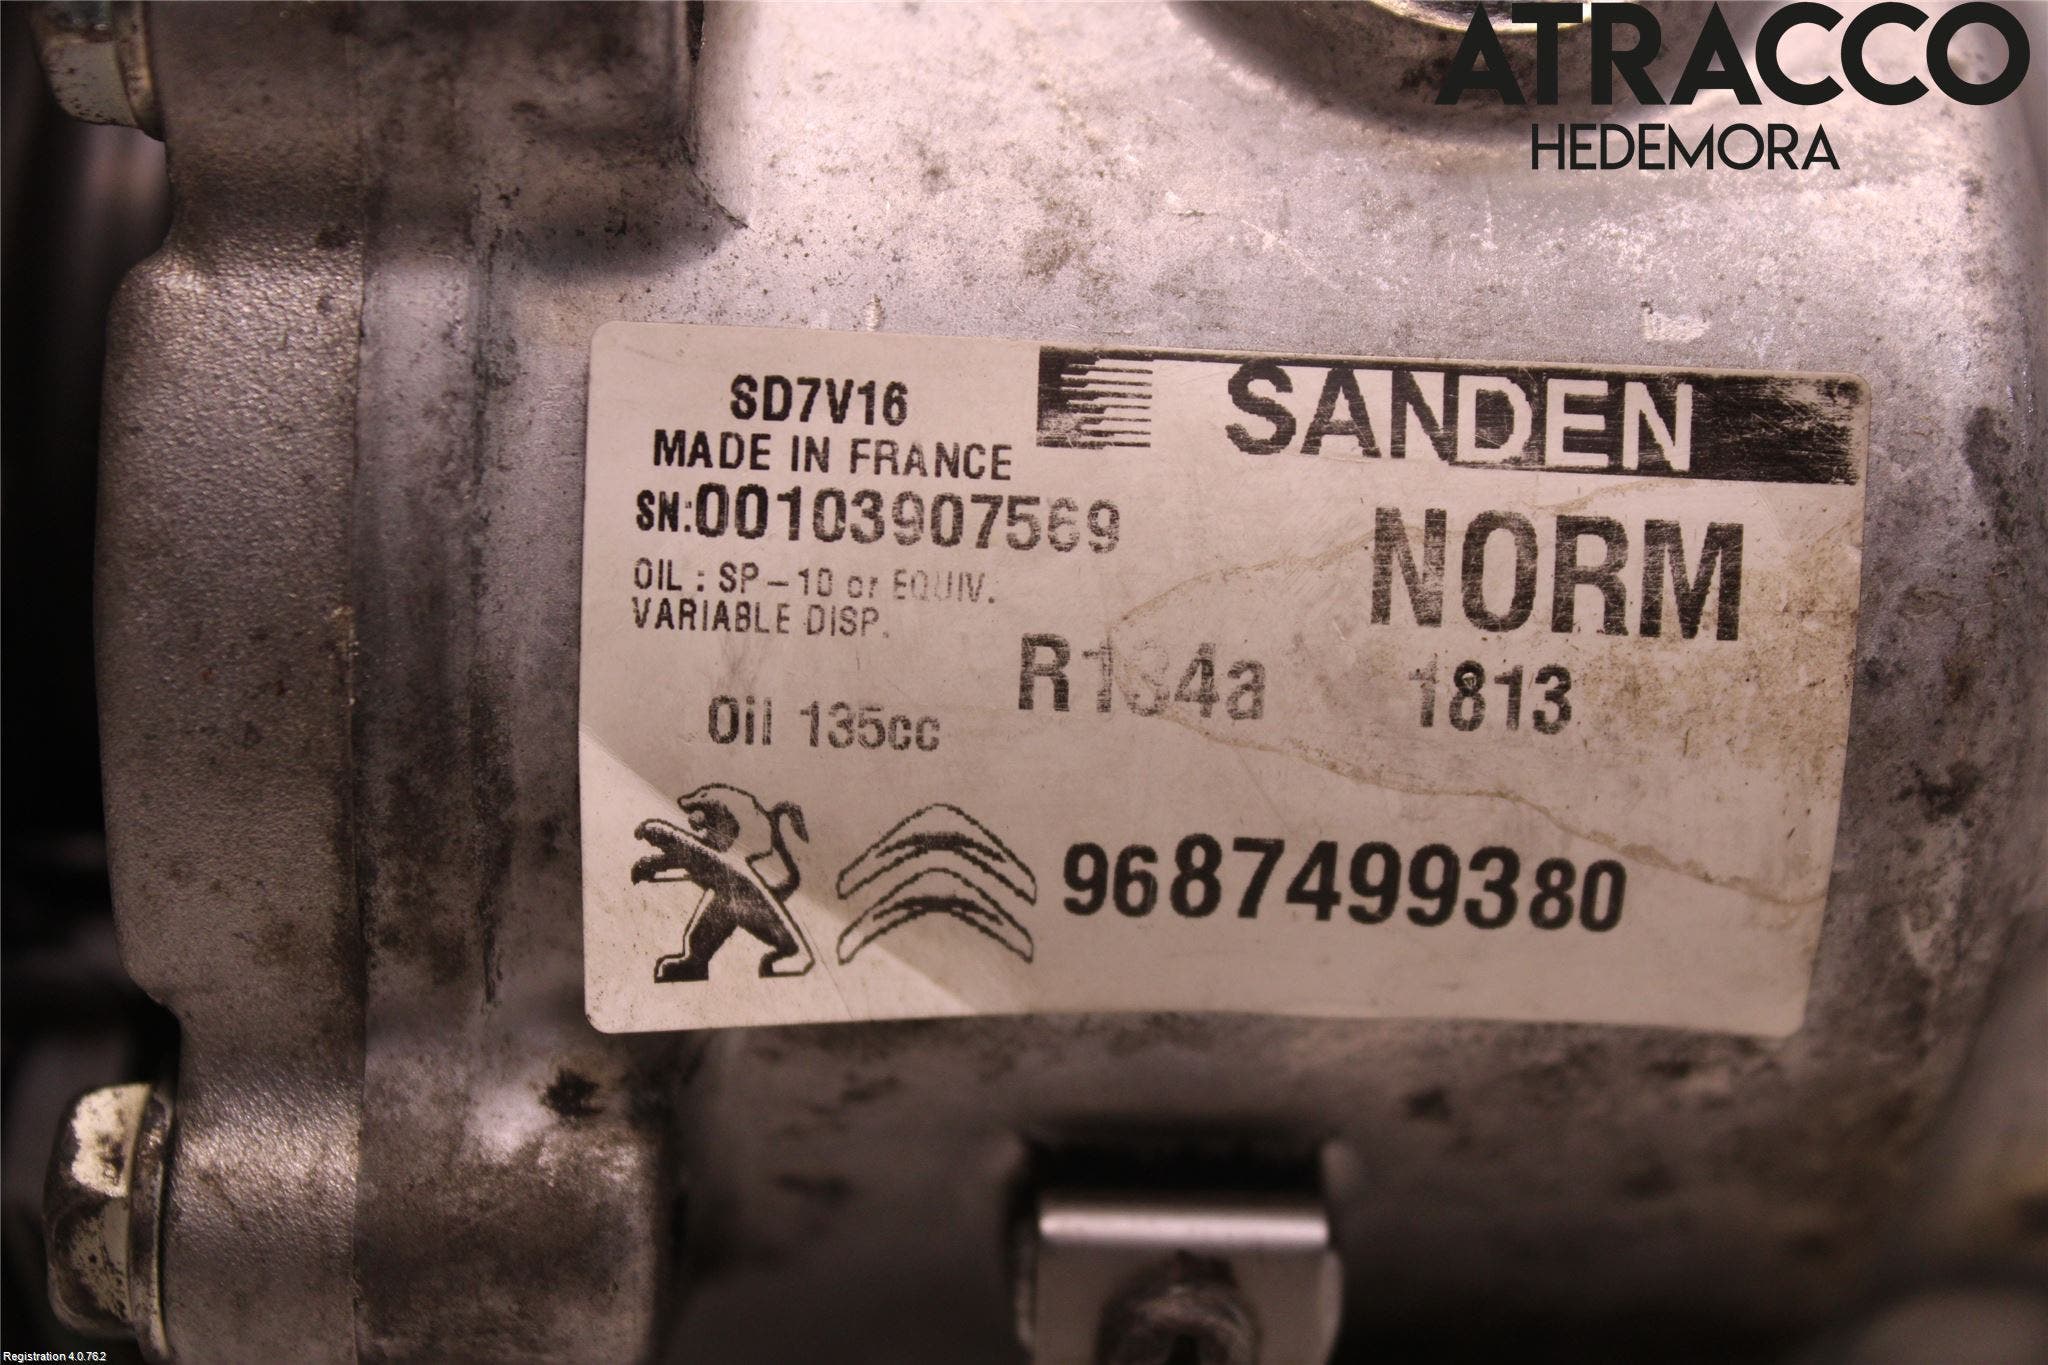 ATRACCO
HEDEMORA
SD7V16
SANDEN
MADE IN FRANCE
SN:00103907569
NORM
OIL : SP-10 or EQUIV.
VARIABLE DISP.
R134a
1813
Oil 135cc
9687499380
Registration 4.0.76.2